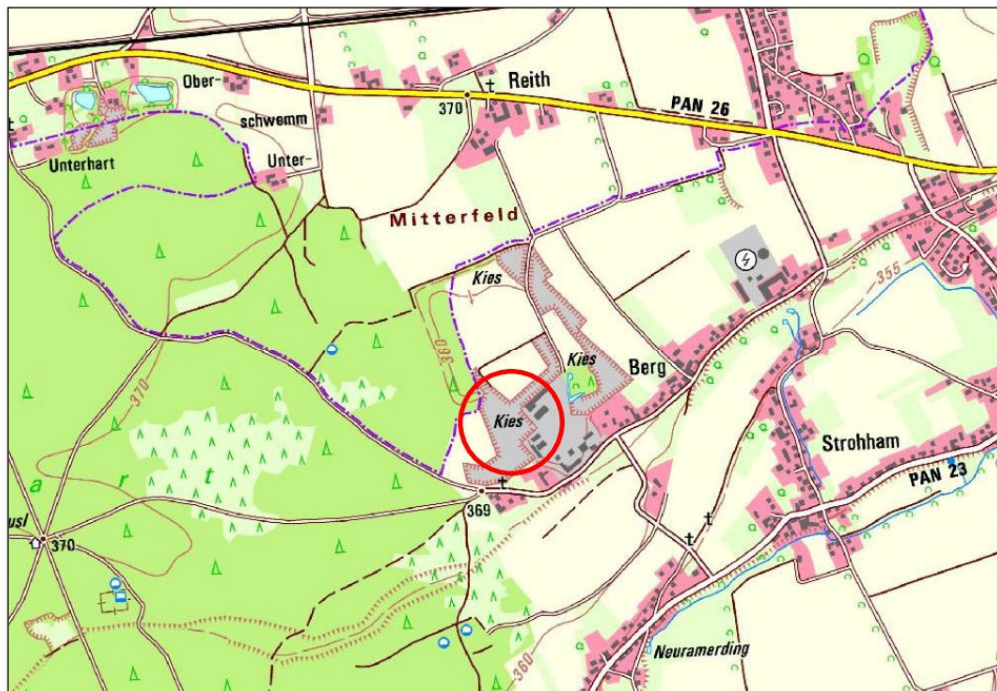 Ober-
Reith
370
PAN 26
schwemm
Unterhart
Unter-
Mitterfeld
Kies
355
360
Kies
Berg
370
Kies
Strohham
a r t
PAN 23
369
usl
370
Neuramerding
360